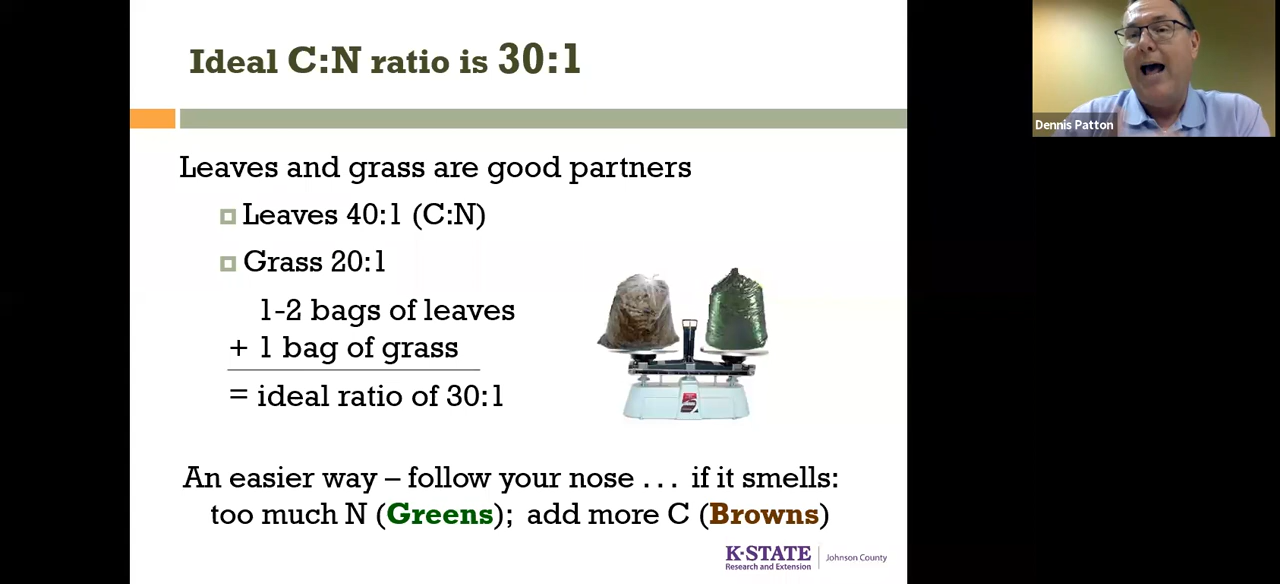 Ideal C:N ratio is 30:1
Dennis Patton
Leaves and grass are good partners
Leaves 40:1 (C:N)
Grass 20:1
1-2 bags of leaves
+ 1 bag of grass
= ideal ratio of 30:1
An easier way – follow your nose . . . if it smells:
too much N (Greens); add more C (Browns)
K-STATE
Research and Extension
Johnson County